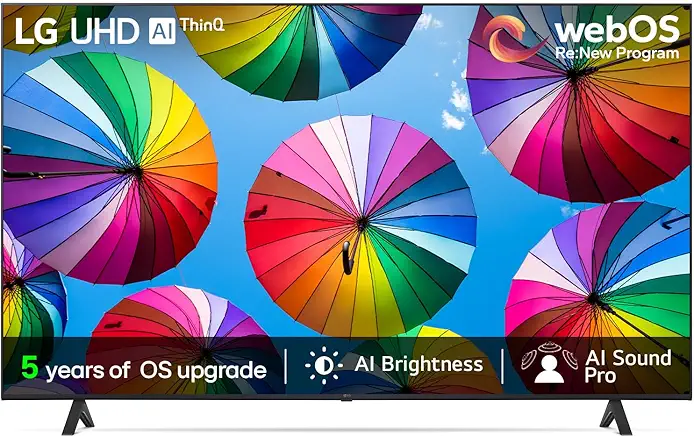 LG UHD AI ThinQ
webOS
Re:New Program
5 years of OS upgrade
AI Brightness
AI Sound
Pro